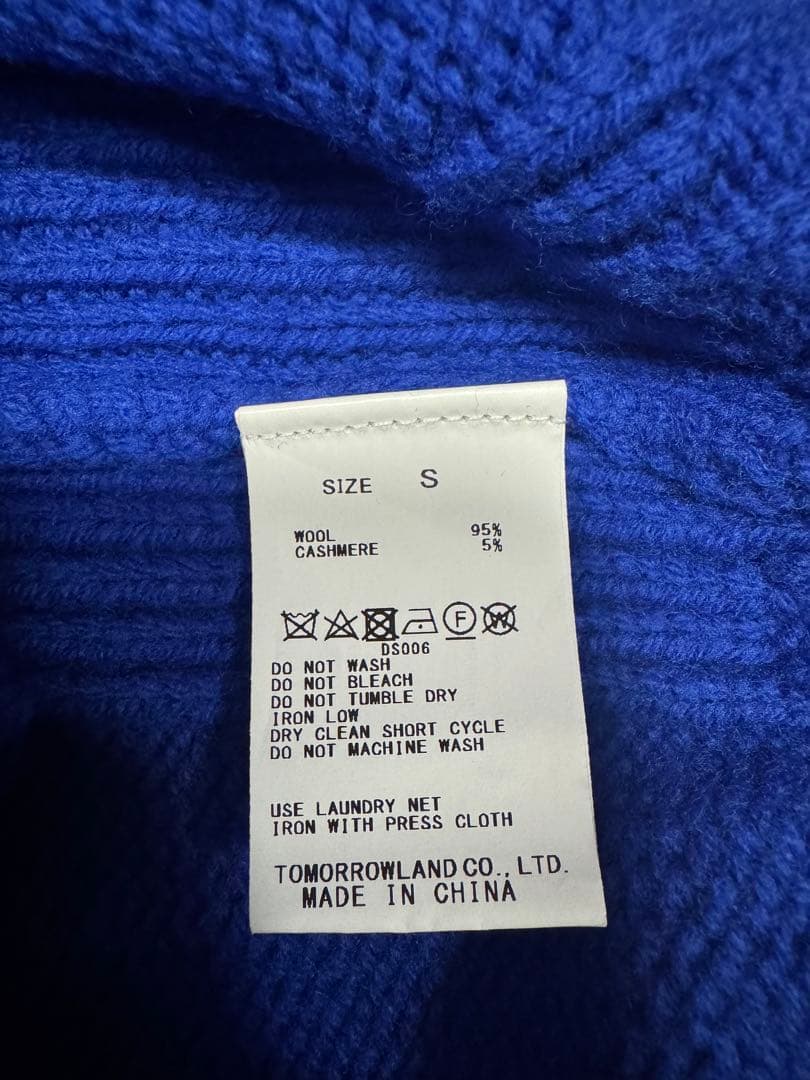 SIZE S
WOOL 95%
CASHMERE 5%
F W
DS006
DO NOT WASH
DO NOT BLEACH
DO NOT TUMBLE DRY
IRON LOW
DRY CLEAN SHORT CYCLE
DO NOT MACHINE WASH
USE LAUNDRY NET
IRON WITH PRESS CLOTH
TOMORROWLAND CO., LTD.
MADE IN CHINA